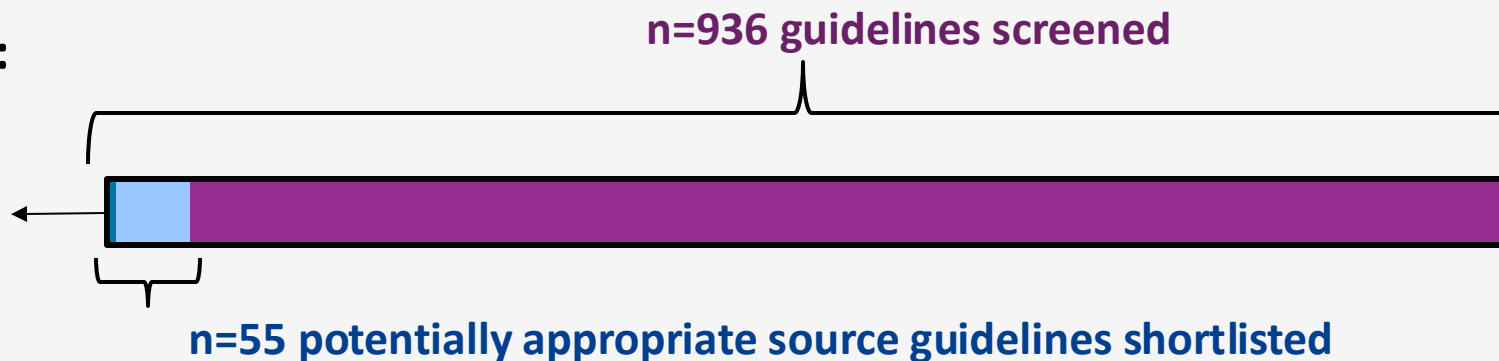 n=936 guidelines screened
:
n=55 potentially appropriate source guidelines shortlisted